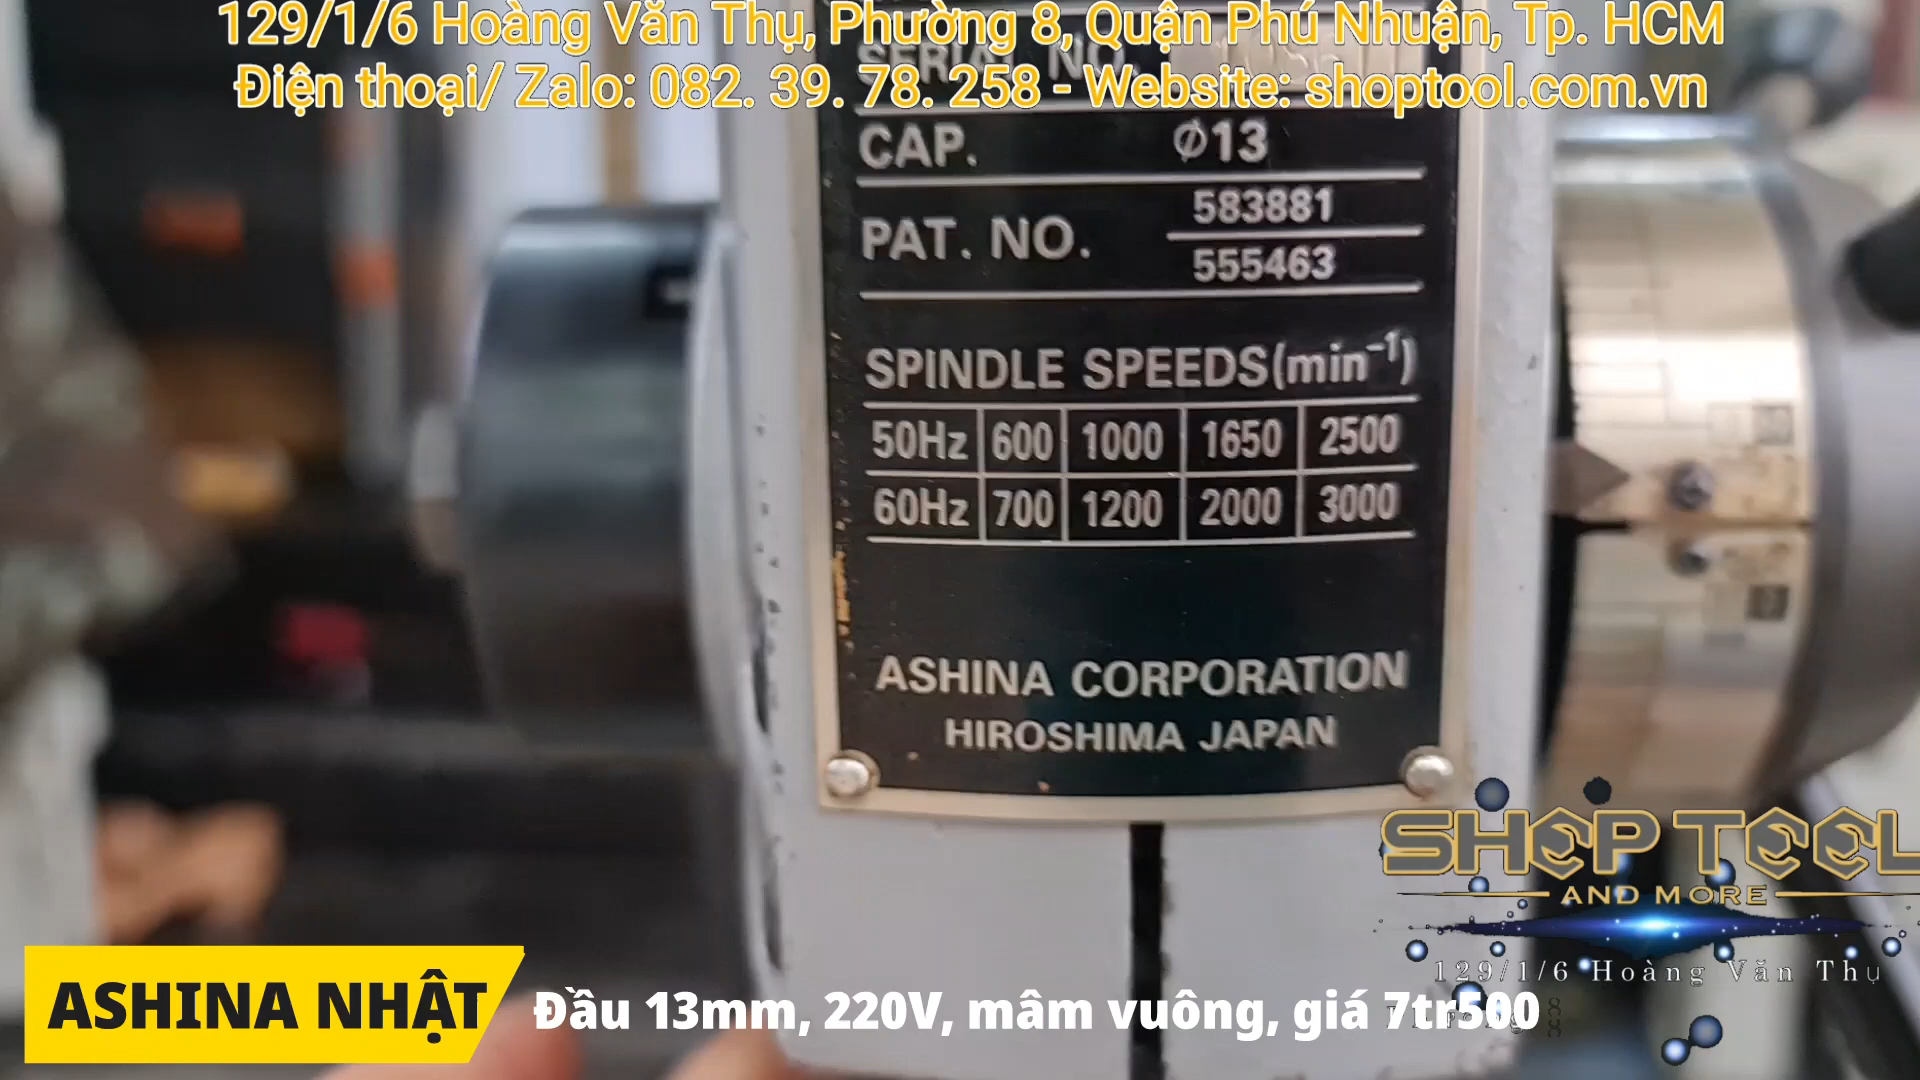 129/1/6 Hoàng Văn Thụ, Phường 8, Quận Phú Nhuận, Tp. HCM
Điện thoại/ Zalo: 082. 39. 78. 258 - Website: shoptool.com.vn
SERIAL NO.
CAP. Ø13
PAT. NO. 583881
555463
SPINDLE SPEEDS(min⁻¹)
50Hz 600 1000 1650 2500
60Hz 700 1200 2000 3000
ASHINA CORPORATION
HIROSHIMA JAPAN
SHOP TOOL
AND MORE
129/1/6 Hoàng Văn Thụ
ASHINA NHẬT
Đầu 13mm, 220V, mâm vuông, giá 7tr500